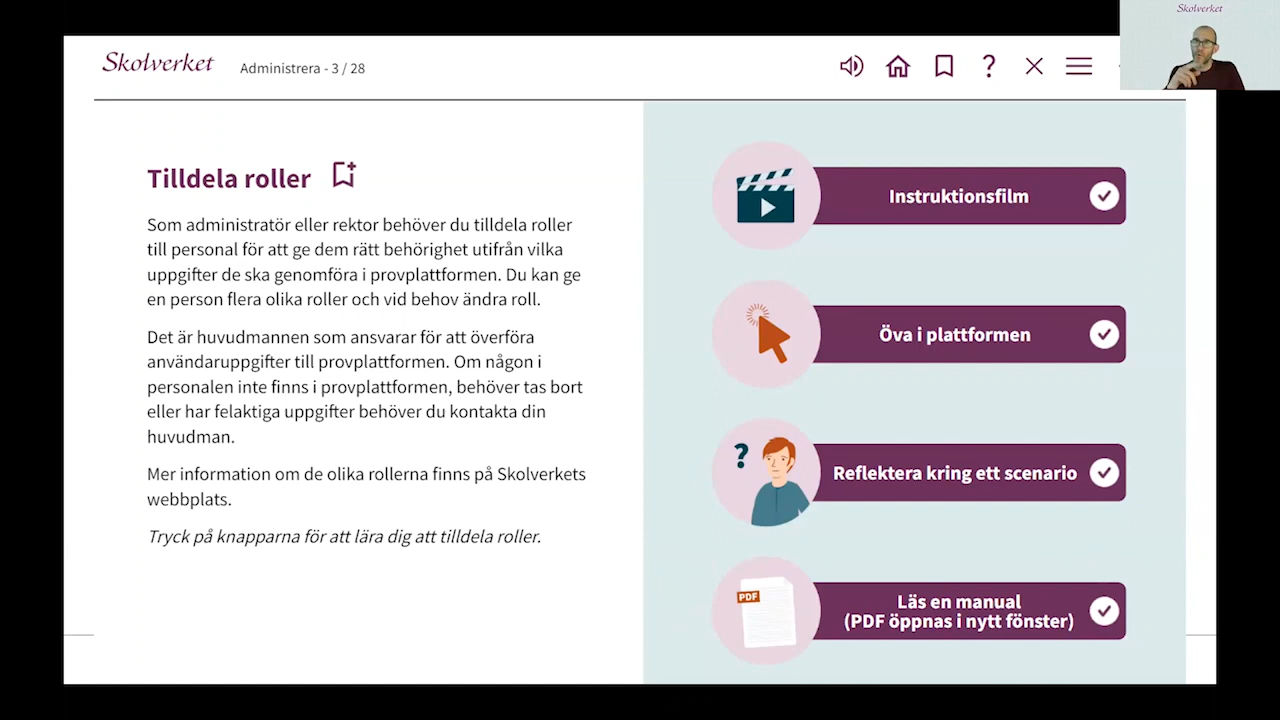 Skolverket
Skolverket
Administrera - 3 / 28
?
Tilldela roller
Som administratör eller rektor behöver du tilldela roller
till personal för att ge dem rätt behörighet utifrån vilka
uppgifter de ska genomföra i provplattformen. Du kan ge
en person flera olika roller och vid behov ändra roll.
Det är huvudmannen som ansvarar för att överföra
användaruppgifter till provplattformen. Om någon i
personalen inte finns i provplattformen, behöver tas bort
eller har felaktiga uppgifter behöver du kontakta din
huvudman.
Mer information om de olika rollerna finns på Skolverkets
webbplats.
Tryck på knapparna för att lära dig att tilldela roller.
Instruktionsfilm
Öva i plattformen
?
Reflektera kring ett scenario
PDF
Läs en manual
(PDF öppnas i nytt fönster)